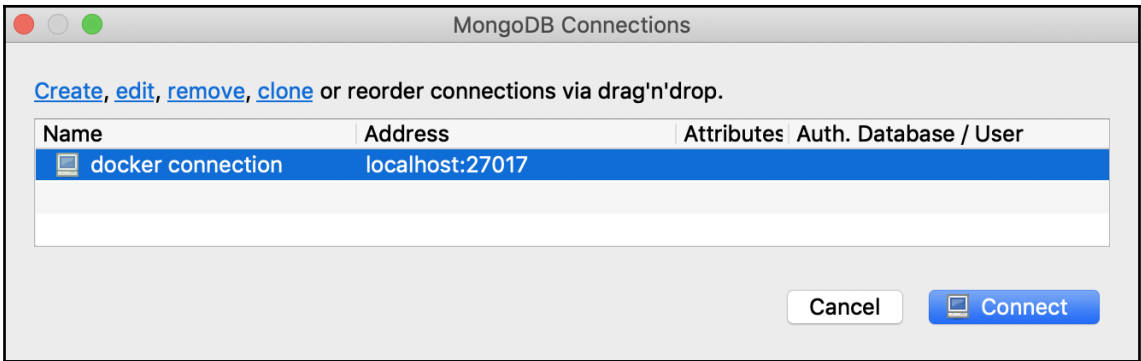 MongoDB Connections
Create, edit, remove, clone or reorder connections via drag'n'drop.
Name Address Attributes Auth. Database / User
docker connection localhost:27017
Cancel Connect